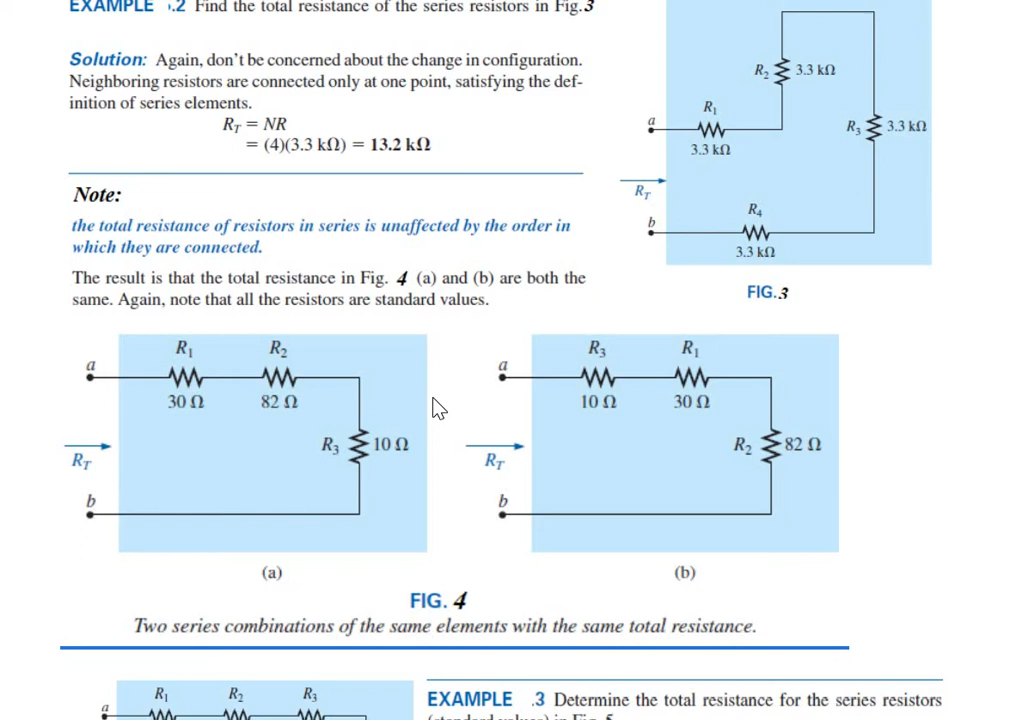 EXAMPLE .2 Find the total resistance of the series resistors in Fig.3
Solution: Again, don't be concerned about the change in configuration.
Neighboring resistors are connected only at one point, satisfying the def-
inition of series elements.
R_T = NR
= (4)(3.3 kΩ) = 13.2 kΩ
Note:
the total resistance of resistors in series is unaffected by the order in
which they are connected.
The result is that the total resistance in Fig. 4 (a) and (b) are both the
same. Again, note that all the resistors are standard values.
R₂ 3.3 kΩ
R₁
a
R₃ 3.3 kΩ
3.3 kΩ
R_T
R₄
b
3.3 kΩ
FIG.3
R₁ R₂
a
30 Ω 82 Ω
R₃ 10 Ω
R_T
b
(a)
R₃ R₁
a
10 Ω 30 Ω
R₂ 82 Ω
R_T
b
(b)
FIG. 4
Two series combinations of the same elements with the same total resistance.
R₁ R₂ R₃
a
EXAMPLE .3 Determine the total resistance for the series resistors
(standard values) in Fig. 5